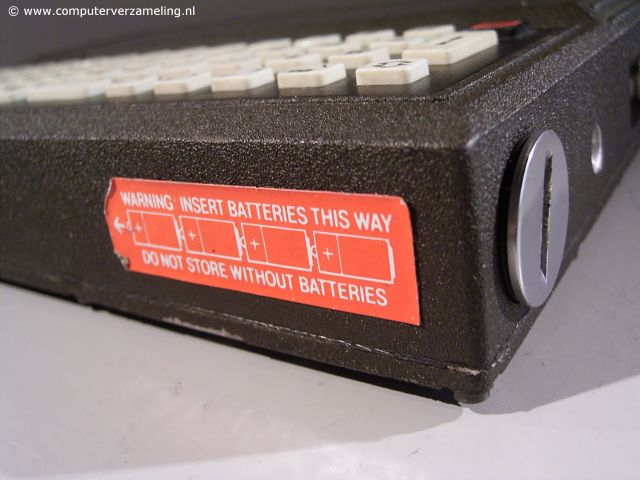 © www.computerverzameling.nl
WARNING: INSERT BATTERIES THIS WAY
+ + + +
DO NOT STORE WITHOUT BATTERIES